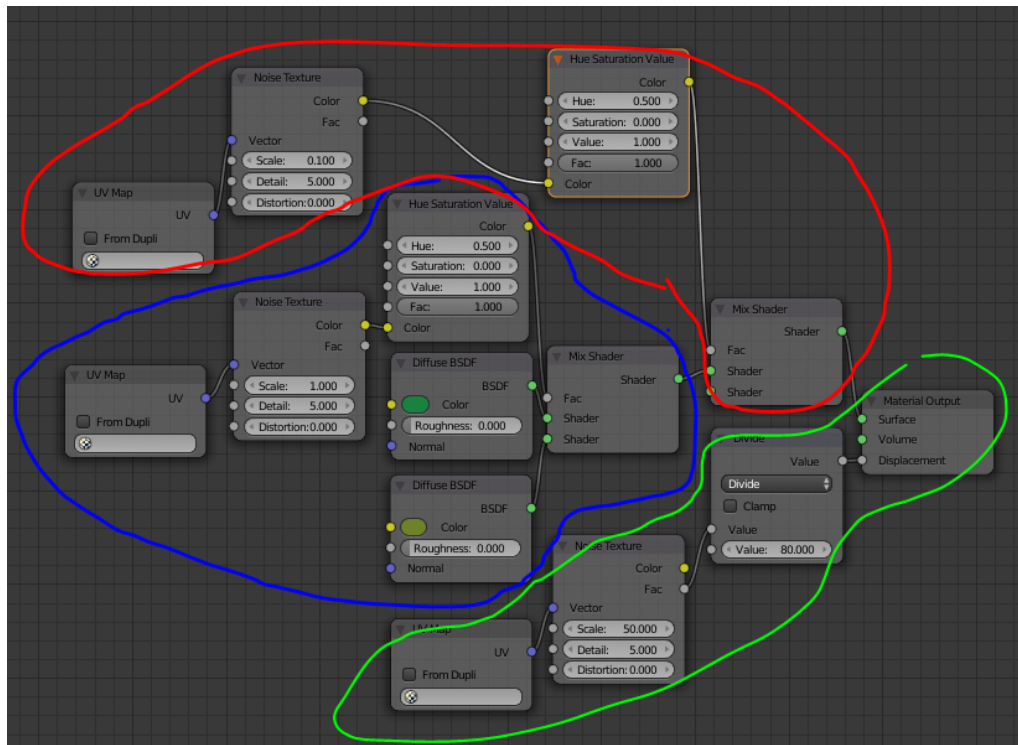 Noise Texture
Color
Fac
Vector
Scale: 0.100
Detail: 5.000
Distortion: 0.000
UV Map
UV
From Dupli
Hue Saturation Value
Color
Hue: 0.500
Saturation: 0.000
Value: 1.000
Fac: 1.000
Color
Hue Saturation Value
Color
Hue: 0.500
Saturation: 0.000
Value: 1.000
Fac: 1.000
Color
Noise Texture
Color
Fac
Vector
Scale: 1.000
Detail: 5.000
Distortion: 0.000
UV Map
UV
From Dupli
Diffuse BSDF
BSDF
Color
Roughness: 0.000
Normal
Mix Shader
Shader
Fac
Shader
Shader
Mix Shader
Shader
Fac
Shader
Shader
Material Output
Surface
Volume
Displacement
Diffuse BSDF
BSDF
Color
Roughness: 0.000
Normal
Divide
Value
Divide
Clamp
Value
Value: 80.000
Noise Texture
Color
Fac
Vector
Scale: 50.000
Detail: 5.000
Distortion: 0.000
UV Map
UV
From Dupli